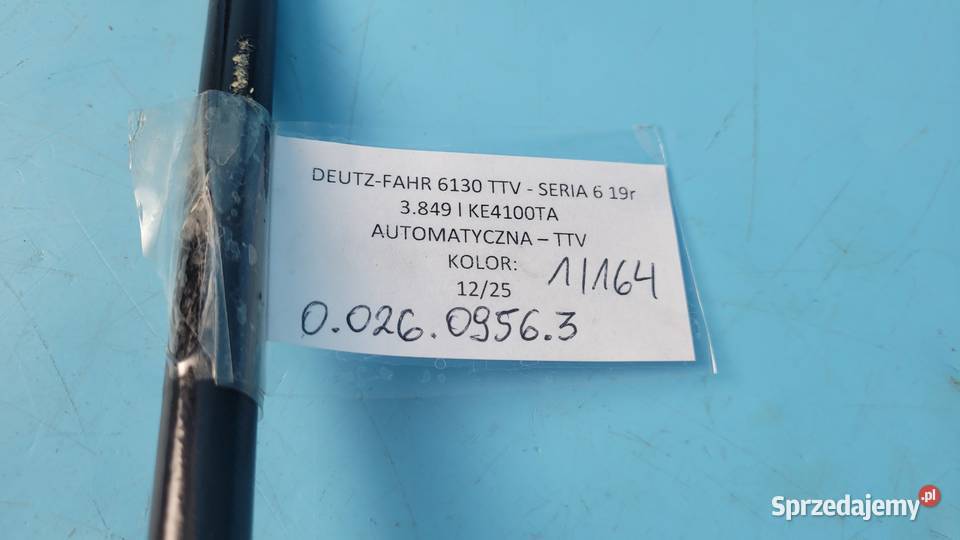 DEUTZ-FAHR 6130 TTV - SERIA 6 19r
3.849 l KE4100TA
AUTOMATYCZNA – TTV
KOLOR:
12/25
1/164
0.026.0956.3
Sprzedajemy.pl